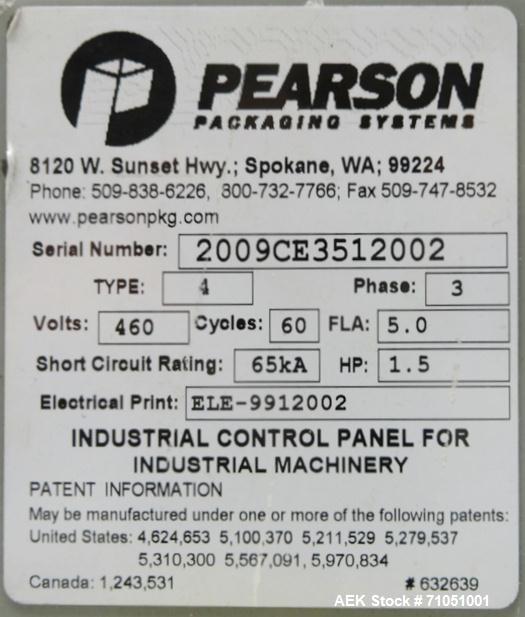 PEARSON
PACKAGING SYSTEMS
8120 W. Sunset Hwy.; Spokane, WA; 99224
Phone: 509-838-6226, 800-732-7766; Fax 509-747-8532
www.pearsonpkg.com
Serial Number: 2009CE3512002
TYPE: 4 Phase: 3
Volts: 460 Cycles: 60 FLA: 5.0
Short Circuit Rating: 65kA HP: 1.5
Electrical Print: ELE-9912002
INDUSTRIAL CONTROL PANEL FOR
INDUSTRIAL MACHINERY
PATENT INFORMATION
May be manufactured under one or more of the following patents:
United States: 4,624,653 5,100,370 5,211,529 5,279,537
5,310,300 5,567,091, 5,970,834
Canada: 1,243,531 # 632639
AEK Stock # 71051001